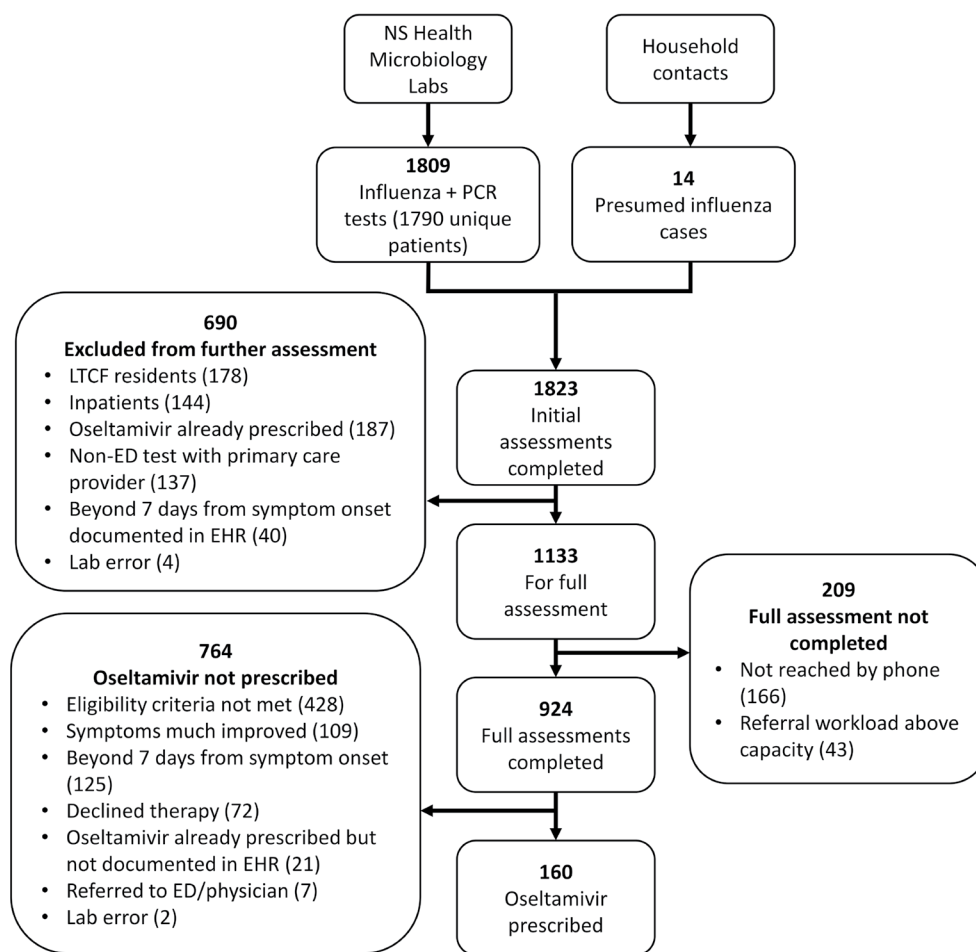 NS Health
Microbiology
Labs
Household
contacts
1809
Influenza + PCR
tests (1790 unique
patients)
14
Presumed influenza
cases
690
Excluded from further assessment
• LTCF residents (178)
• Inpatients (144)
• Oseltamivir already prescribed (187)
• Non-ED test with primary care
provider (137)
• Beyond 7 days from symptom onset
documented in EHR (40)
• Lab error (4)
1823
Initial
assessments
completed
1133
For full
assessment
209
Full assessment not
completed
• Not reached by phone
(166)
• Referral workload above
capacity (43)
764
Oseltamivir not prescribed
• Eligibility criteria not met (428)
• Symptoms much improved (109)
• Beyond 7 days from symptom onset
(125)
• Declined therapy (72)
• Oseltamivir already prescribed but
not documented in EHR (21)
• Referred to ED/physician (7)
• Lab error (2)
924
Full assessments
completed
160
Oseltamivir
prescribed